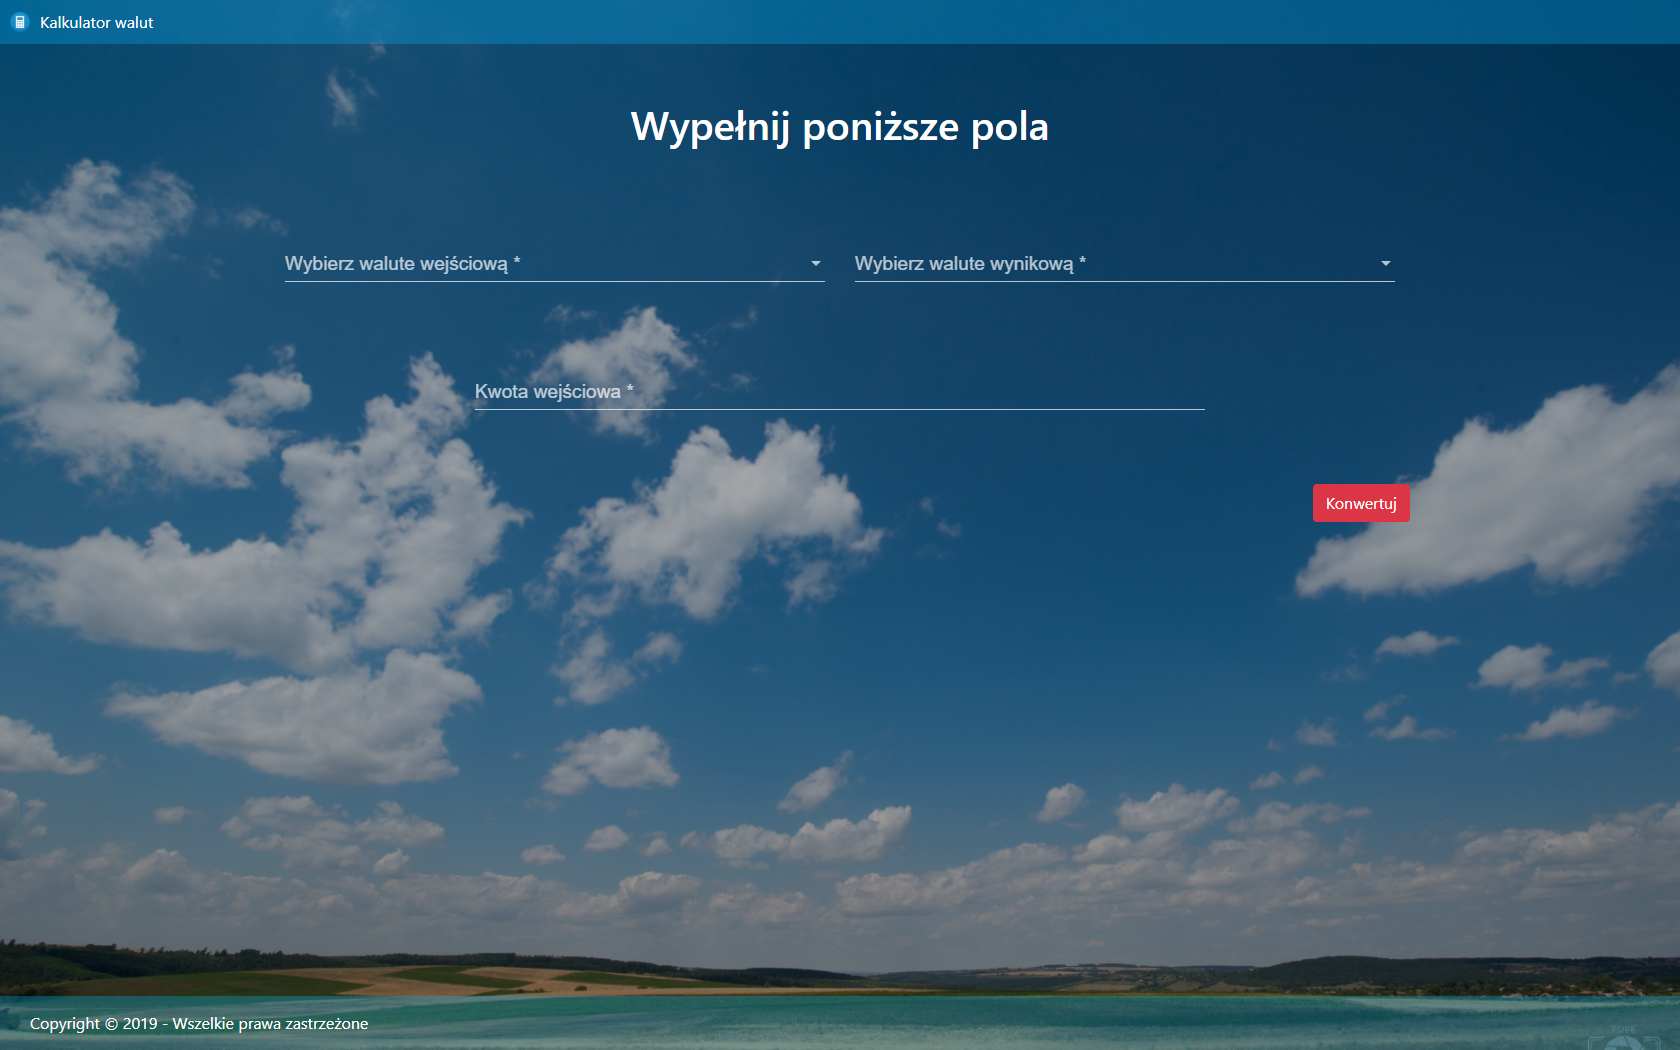 Kalkulator walut
Wypełnij poniższe pola
Wybierz walute wejściową *
Wybierz walute wynikową *
Kwota wejściowa *
Konwertuj
Copyright © 2019 - Wszelkie prawa zastrzeżone
FREE